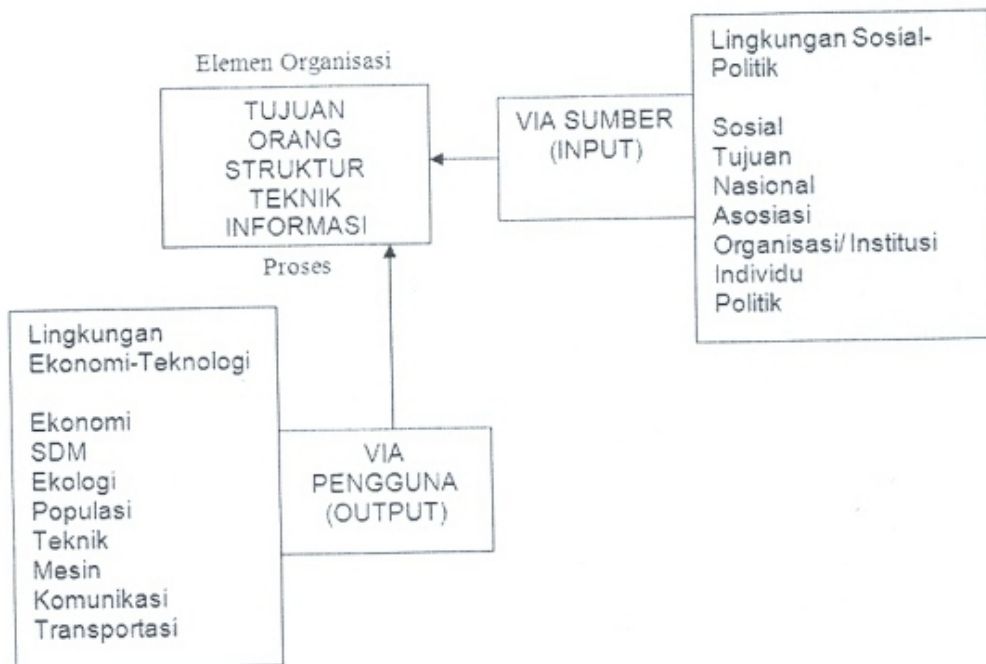 Elemen Organisasi
TUJUAN
ORANG
STRUKTUR
TEKNIK
INFORMASI
Proses
VIA SUMBER
(INPUT)
Lingkungan Sosial-
Politik
Sosial
Tujuan
Nasional
Asosiasi
Organisasi/ Institusi
Individu
Politik
Lingkungan
Ekonomi-Teknologi
Ekonomi
SDM
Ekologi
Populasi
Teknik
Mesin
Komunikasi
Transportasi
VIA
PENGGUNA
(OUTPUT)